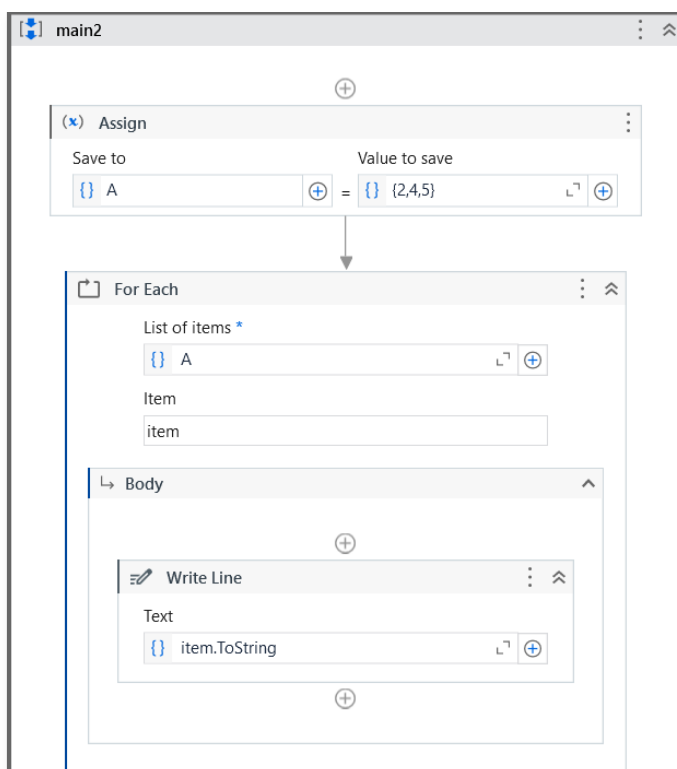 main2
(x) Assign
Save to Value to save
{} A = {} {2,4,5}
For Each
List of items *
{} A
Item
item
Body
Write Line
Text
{} item.ToString